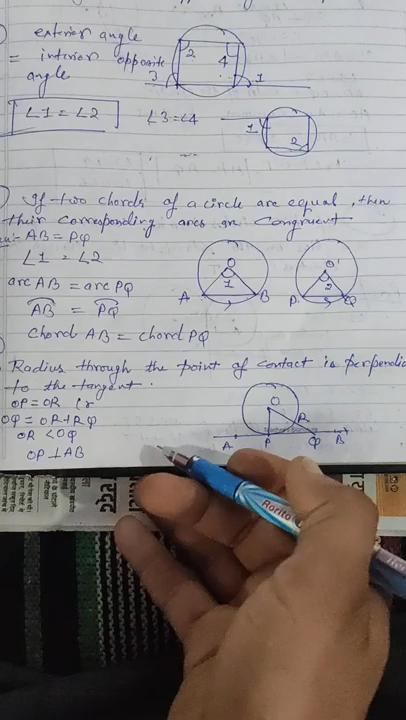 exterior angle
= interior opposite
angle
∠1 = ∠2
∠3=∠4
2 4
3 1
1
2
If two chords of a circle are equal, then
their corresponding arcs are Congruent
AB = PQ
∠1 = ∠2
arc AB = arc PQ
AB = PQ
chord AB = chord PQ
O O'
1 2
A B P Q
Radius through the point of contact is
to the tangent.
OP = OR
OQ = OR+RQ
OR < OQ
OP ⊥ AB
O
R
A P Q B
Rorito